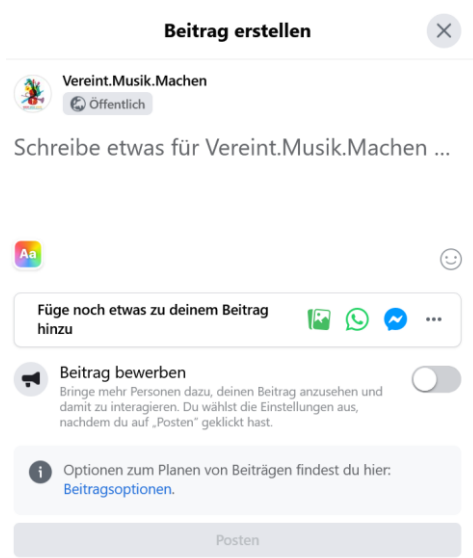 Beitrag erstellen
Vereint.Musik.Machen
Öffentlich
Schreibe etwas für Vereint.Musik.Machen ...
Aa
Füge noch etwas zu deinem Beitrag
hinzu
Beitrag bewerben
Bringe mehr Personen dazu, deinen Beitrag anzusehen und
damit zu interagieren. Du wählst die Einstellungen aus,
nachdem du auf „Posten“ geklickt hast.
Optionen zum Planen von Beiträgen findest du hier:
Beitragsoptionen.
Posten